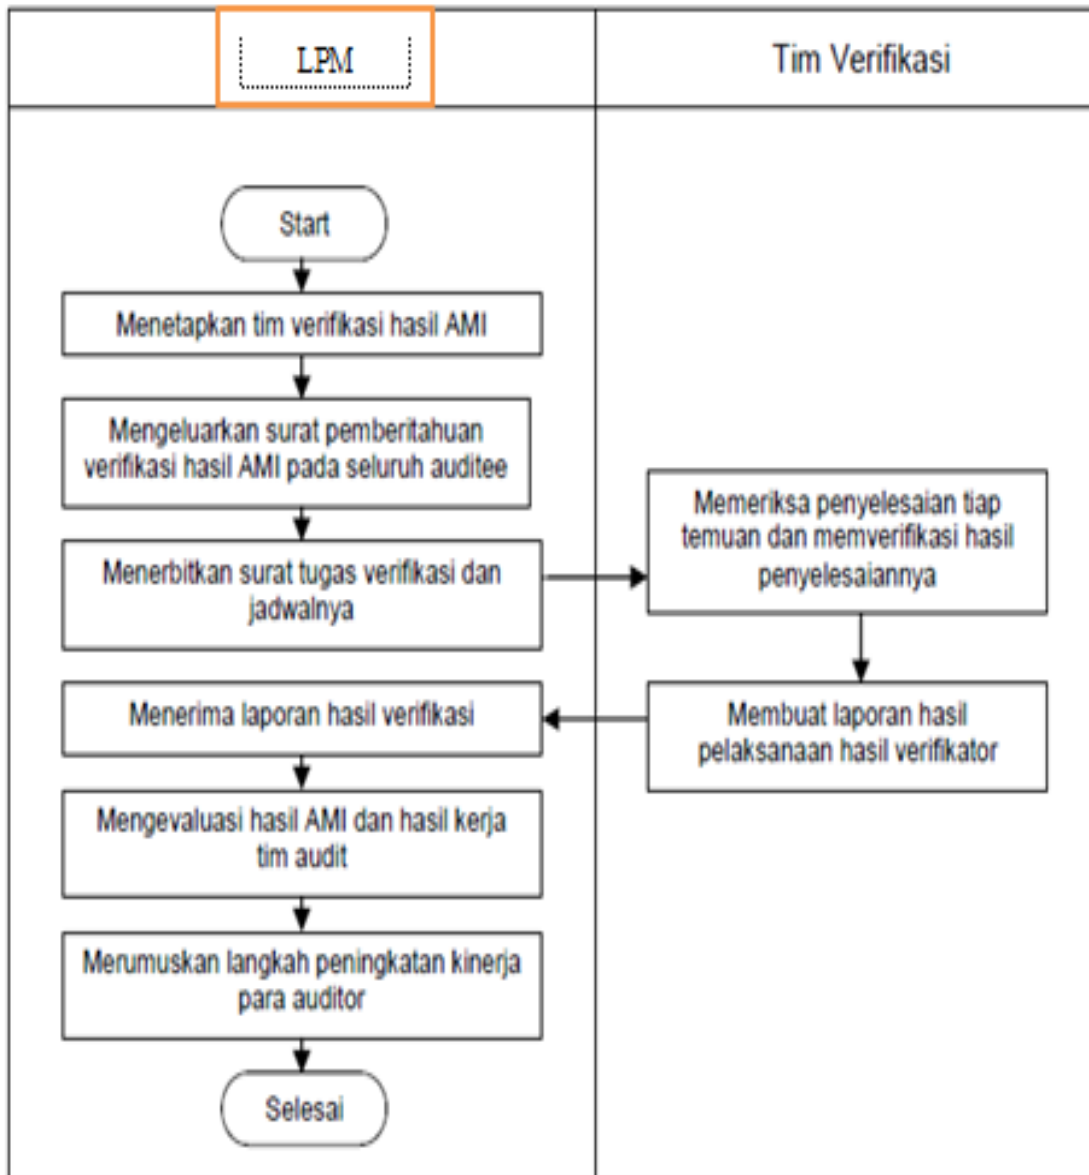 LPM
Tim Verifikasi
Start
Menetapkan tim verifikasi hasil AMI
Mengeluarkan surat pemberitahuan
verifikasi hasil AMI pada seluruh auditee
Menerbitkan surat tugas verifikasi dan
jadwalnya
Memeriksa penyelesaian tiap
temuan dan memverifikasi hasil
penyelesaiannya
Membuat laporan hasil
pelaksanaan hasil verifikator
Menerima laporan hasil verifikasi
Mengevaluasi hasil AMI dan hasil kerja
tim audit
Merumuskan langkah peningkatan kinerja
para auditor
Selesai